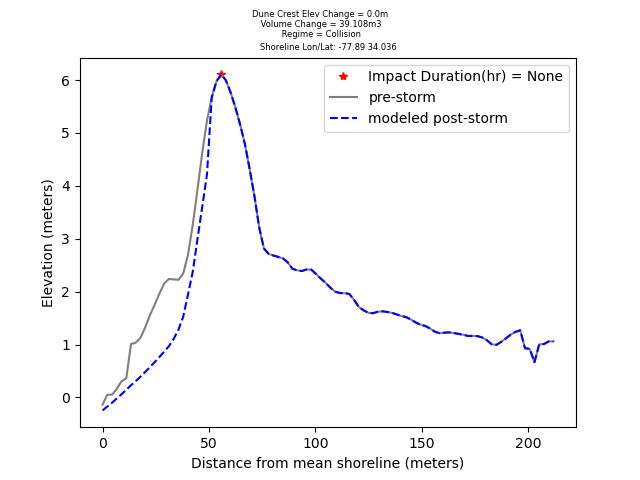 Dune Crest Elev Change = 0.0m
Volume Change = 39.108m3
Regime = Collision
Shoreline Lon/Lat: -77.89 34.036
Impact Duration(hr) = None
pre-storm
modeled post-storm
6
5
4
3
2
1
0
Elevation (meters)
0
50
100
150
200
Distance from mean shoreline (meters)